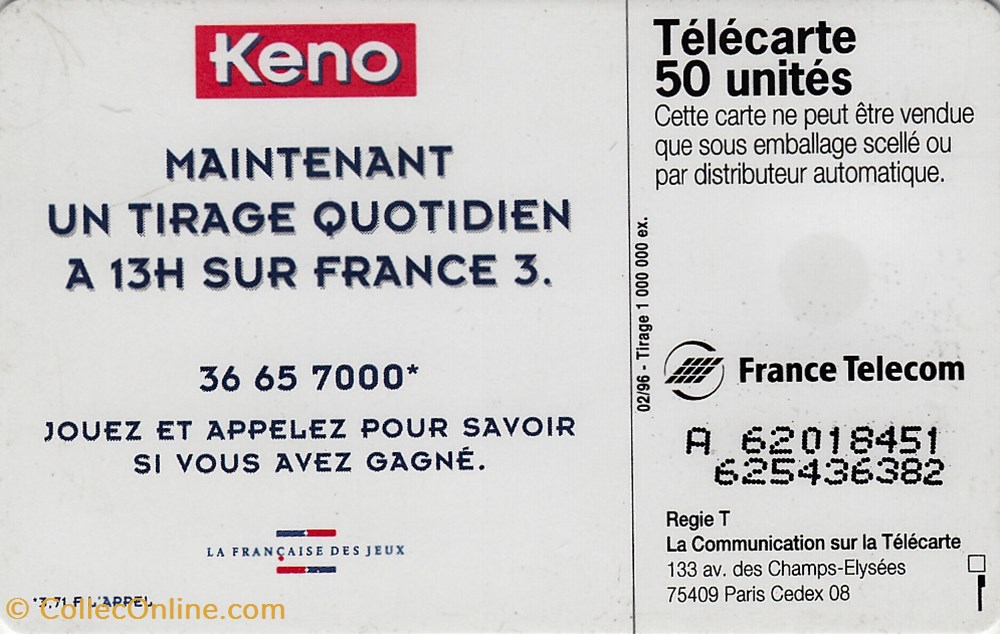 Keno
MAINTENANT
UN TIRAGE QUOTIDIEN
A 13H SUR FRANCE 3.
36 65 7000*
JOUEZ ET APPELEZ POUR SAVOIR
SI VOUS AVEZ GAGNÉ.
LA FRANÇAISE DES JEUX
*3,71 F L'APPEL
© CollecOnline.com
02/96 - Tirage 1 000 000 ex.
Télécarte
50 unités
Cette carte ne peut être vendue
que sous emballage scellé ou
par distributeur automatique.
France Telecom
A 62018451
625436382
Regie T
La Communication sur la Télécarte
133 av. des Champs-Elysées
75409 Paris Cedex 08